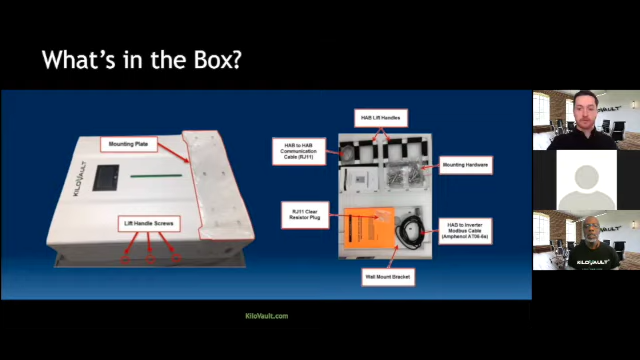 What's in the Box?
Mounting Plate
KILOVAULT
Lift Handle Screws
HAB Lift Handles
HAB to HAB
Communication
Cable (RJ11)
Mounting Hardware
RJ11 Clear
Resistor Plug
HAB to Inverter
Modbus Cable
(Amphenol AT06-6s)
Wall Mount Bracket
KiloVault.com
KILOVAULT